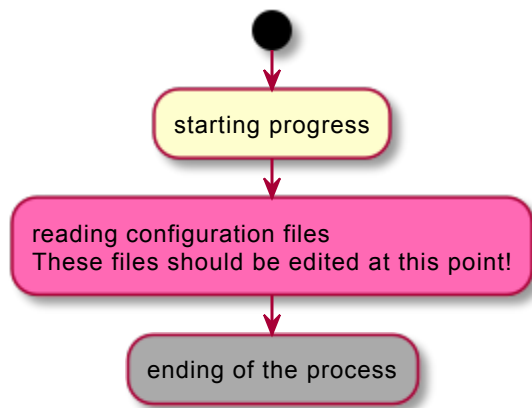 starting progress
reading configuration files
These files should be edited at this point!
ending of the process